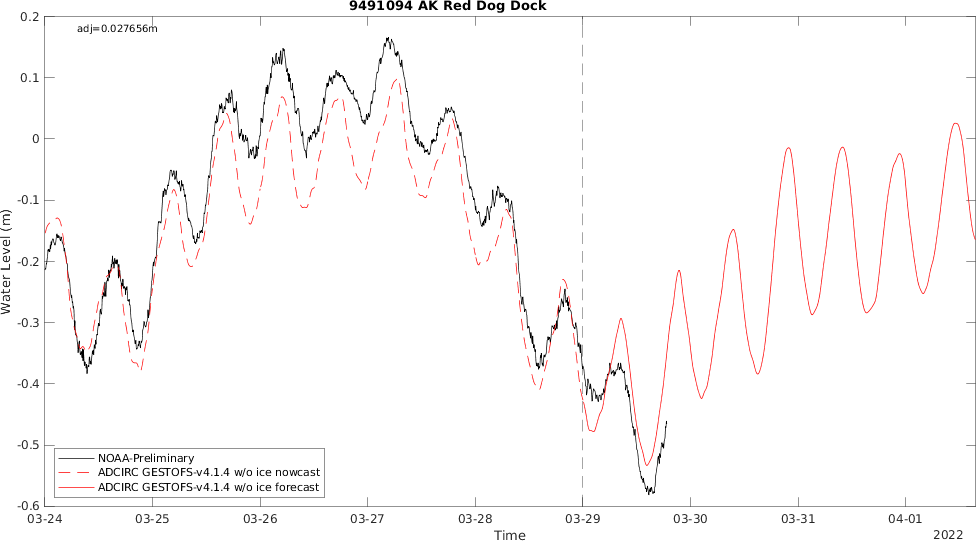 9491094 AK Red Dog Dock
adj=0.027656m
0.2
0.1
0
-0.1
-0.2
-0.3
-0.4
-0.5
-0.6
Water Level (m)
NOAA-Preliminary
ADCIRC GESTOFS-v4.1.4 w/o ice nowcast
ADCIRC GESTOFS-v4.1.4 w/o ice forecast
03-24 03-25 03-26 03-27 03-28 03-29 03-30 03-31 04-01
Time
2022